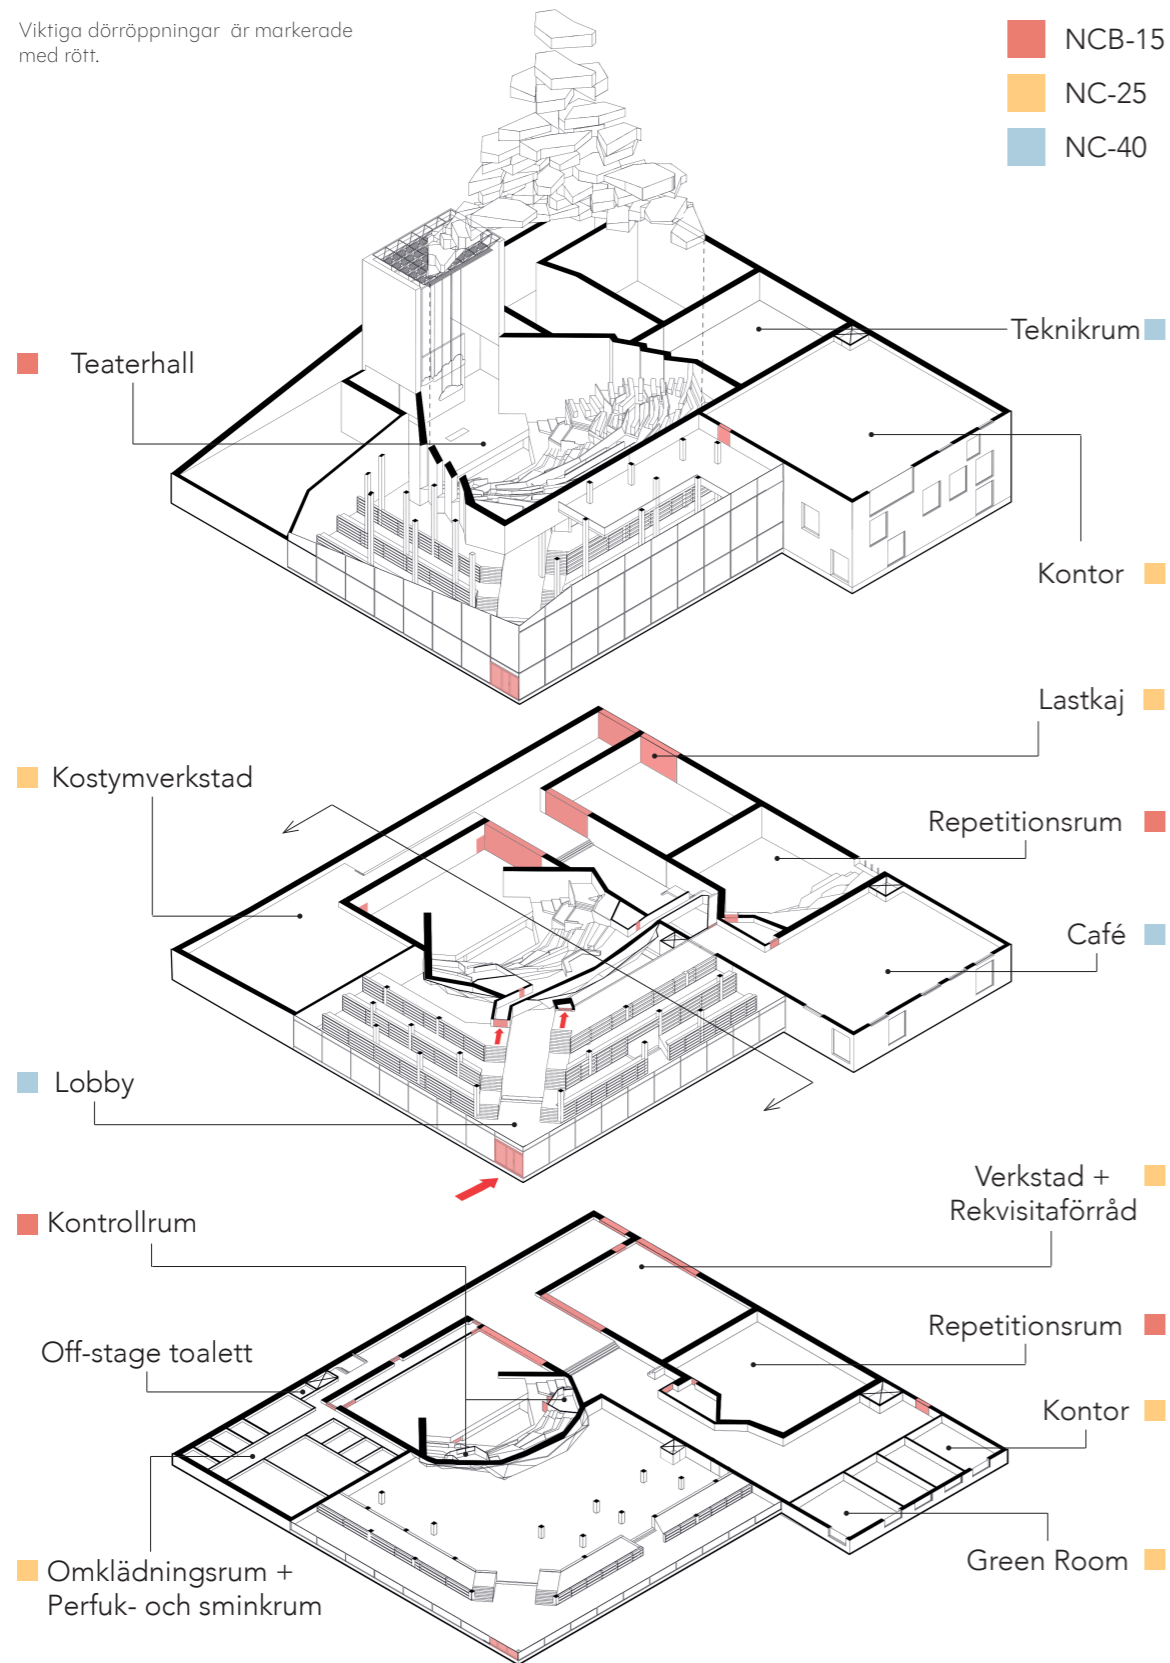 Viktiga dörröppningar är markerade
med rött.
NCB-15
NC-25
NC-40
Teknikrum
Teaterhall
Kontor
Lastkaj
Kostymverkstad
Repetitionsrum
Café
Lobby
Verkstad +
Rekvisitaförråd
Kontrollrum
Repetitionsrum
Off-stage toalett
Kontor
Green Room
Omklädningsrum +
Perfuk- och sminkrum